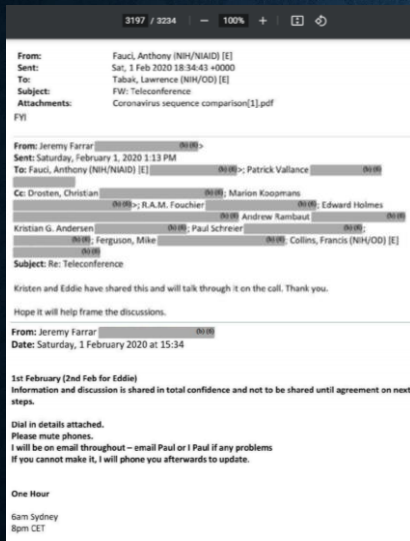 3197 / 3234 — 100% +
From: Fauci, Anthony (NIH/NIAID) [E]
Sent: Sat, 1 Feb 2020 18:34:43 +0000
To: Tabak, Lawrence (NIH/OD) [E]
Subject: FW: Teleconference
Attachments: Coronavirus sequence comparison[1].pdf
FYI
From: Jeremy Farrar (b) (6)>
Sent: Saturday, February 1, 2020 1:13 PM
To: Fauci, Anthony (NIH/NIAID) [E] (b) (6)>; Patrick Vallance (b) (6)
Cc: Drosten, Christian (b) (6); Marion Koopmans
(b) (6)>; R.A.M. Fouchier (b) (6); Edward Holmes
(b) (6) Andrew Rambaut (b) (6)
Kristian G. Andersen (b) (6); Paul Schreier (b) (6);
(b) (6); Ferguson, Mike (b) (6); Collins, Francis (NIH/OD) [E]
(b) (6)
Subject: Re: Teleconference
Kristen and Eddie have shared this and will talk through it on the call. Thank you.
Hope it will help frame the discussions.
From: Jeremy Farrar (b) (6)
Date: Saturday, 1 February 2020 at 15:34
1st February (2nd Feb for Eddie)
Information and discussion is shared in total confidence and not to be shared until agreement on next
steps.
Dial in details attached.
Please mute phones.
I will be on email throughout – email Paul or I Paul if any problems
If you cannot make it, I will phone you afterwards to update.
One Hour
6am Sydney
8pm CET